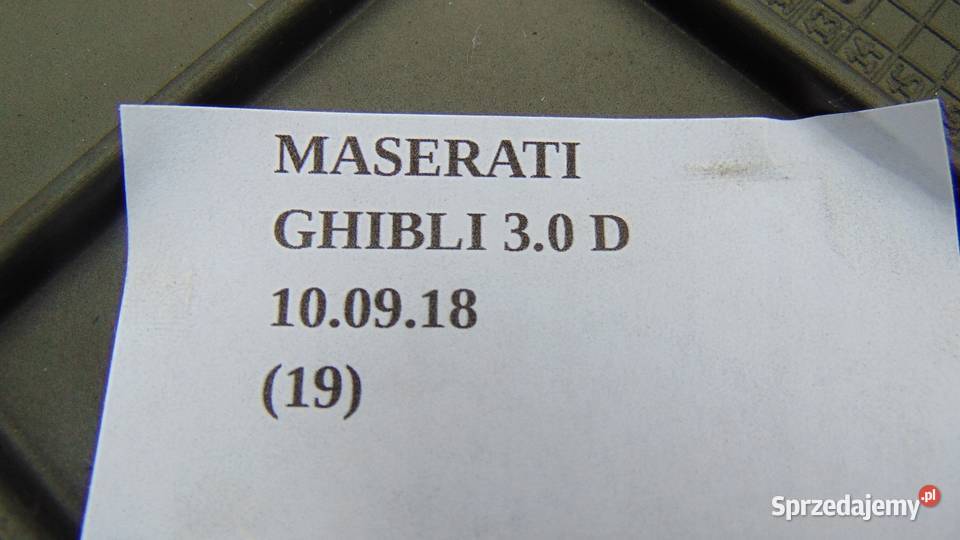 MASERATI
GHIBLI 3.0 D
10.09.18
(19)
Sprzedajemy.pl